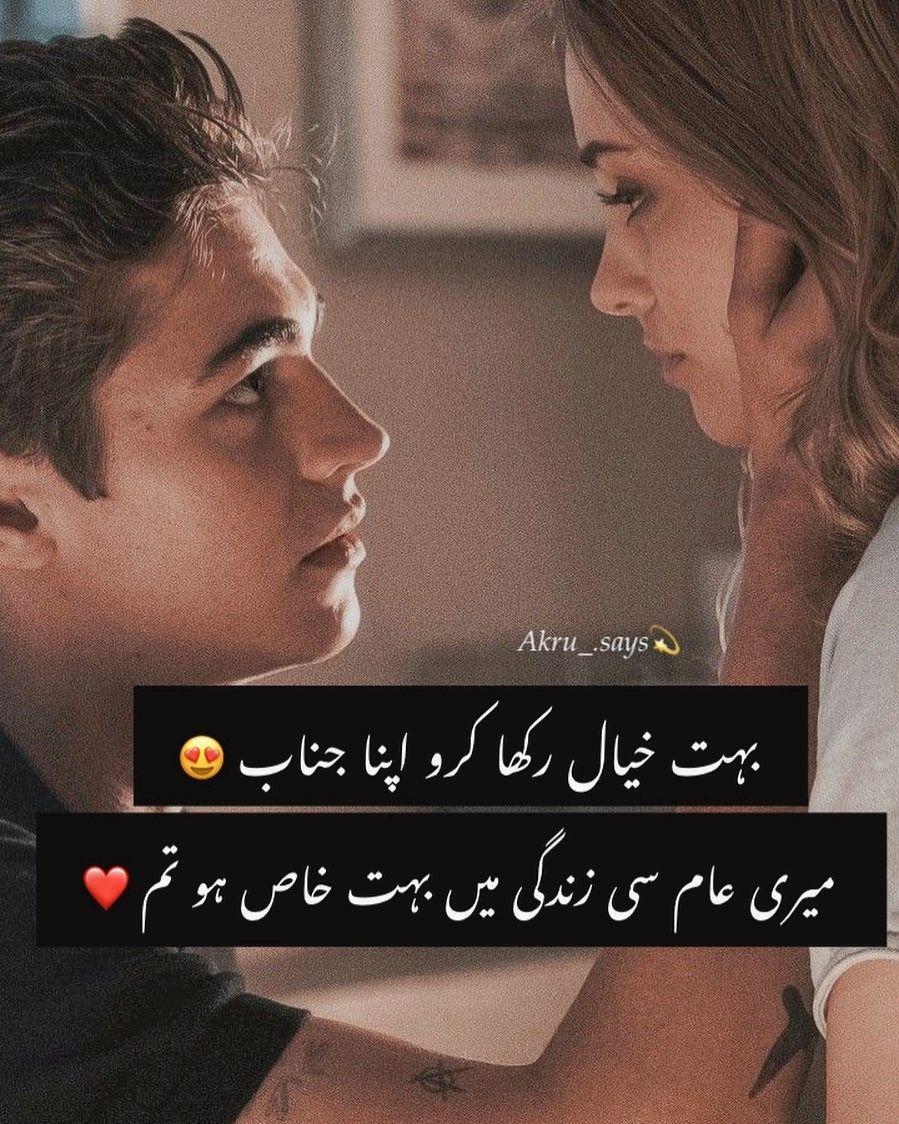 Akru_.says💫
بہت خیال رکھا کرو اپنا جناب 😍
میری عام سی زندگی میں بہت خاص ہو تم ❤️